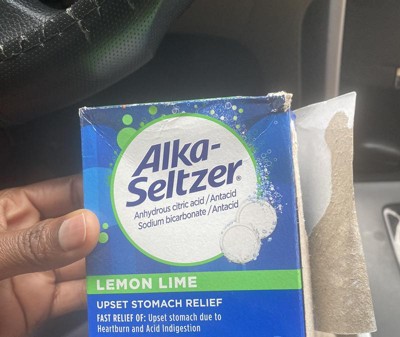 Alka-
Seltzer®
Anhydrous citric acid/Antacid
Sodium bicarbonate/Antacid
LEMON LIME
UPSET STOMACH RELIEF
FAST RELIEF OF: Upset stomach due to
Heartburn and Acid Indigestion